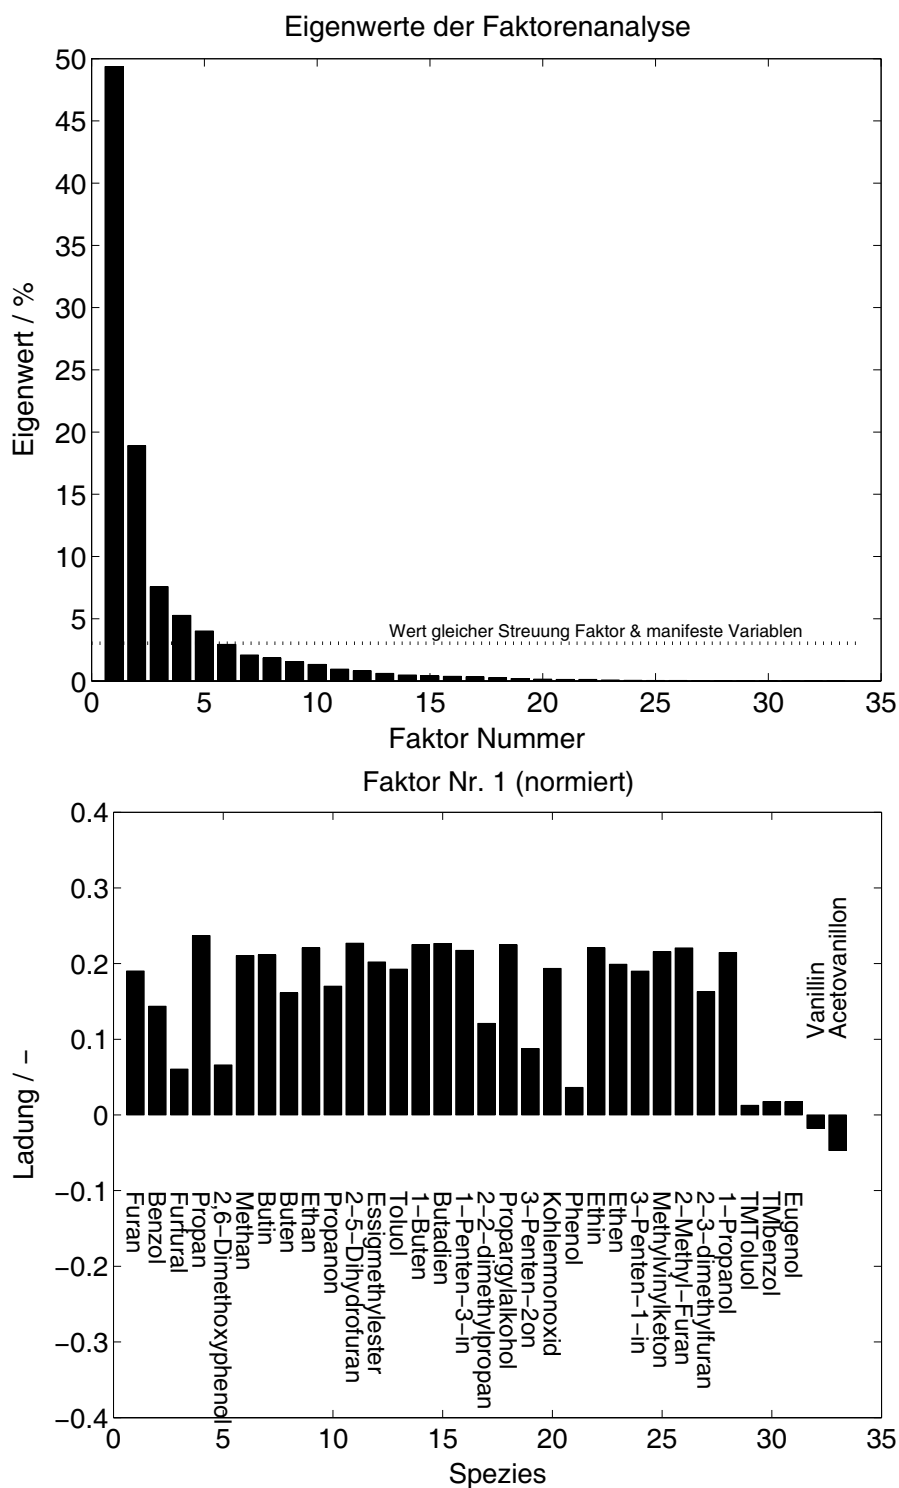 Eigenwerte der Faktorenanalyse
50
45
40
35
30
25
20
15
10
5
0
Eigenwert / %
Wert gleicher Streuung Faktor & manifeste Variablen
0 5 10 15 20 25 30 35
Faktor Nummer
Faktor Nr. 1 (normiert)
0.4
0.3
0.2
0.1
0
−0.1
−0.2
−0.3
−0.4
Ladung / −
Furan
Benzol
Furfural
Propan
2,6−Dimethoxyphenol
Methan
Butin
Buten
Ethan
Propanon
2−5−Dihydrofuran
Essigmethylester
Toluol
1−Buten
Butadien
1−Penten−3−in
2−2−dimethylpropan
Propargylalkohol
3−Penten−2on
Kohlenmonoxid
Phenol
Ethin
Ethen
3−Penten−1−in
Methylvinylketon
2−Methyl−Furan
2−3−dimethylfuran
1−Propanol
TMToluol
TMbenzol
Eugenol
Vanillin
Acetovanillon
0 5 10 15 20 25 30 35
Spezies